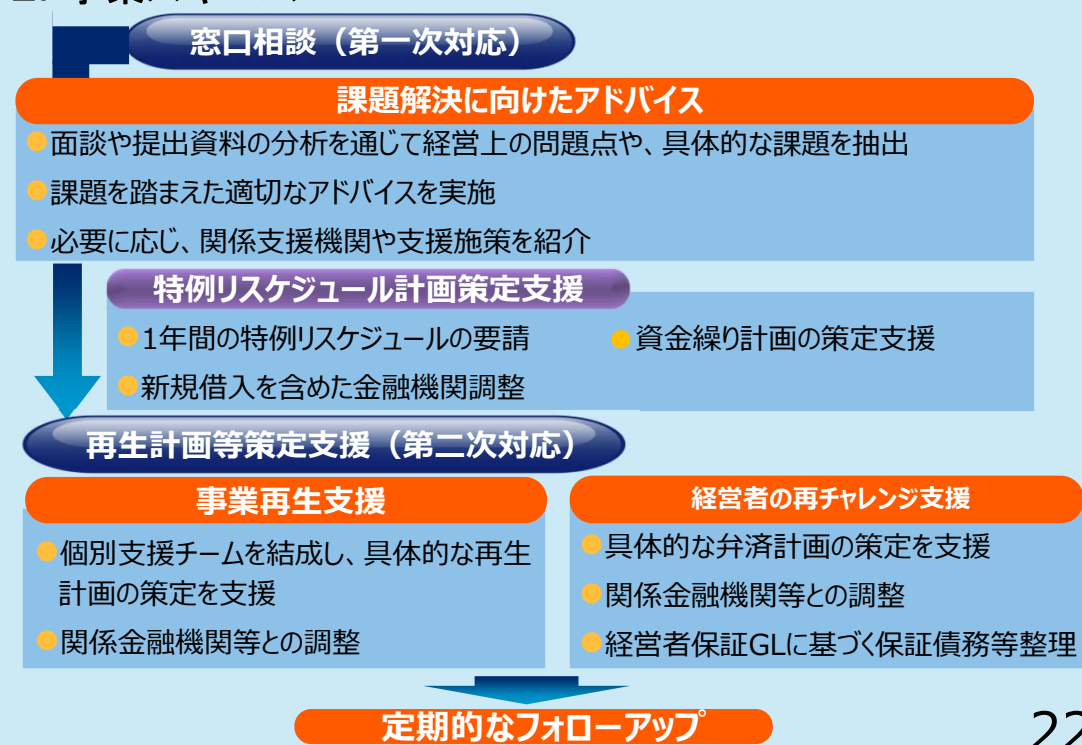 窓口相談（第一次対応）
課題解決に向けたアドバイス
面談や提出資料の分析を通じて経営上の問題点や、具体的な課題を抽出
課題を踏まえた適切なアドバイスを実施
必要に応じ、関係支援機関や支援施策を紹介
特例リスケジュール計画策定支援
1年間の特例リスケジュールの要請
資金繰り計画の策定支援
新規借入を含めた金融機関調整
再生計画等策定支援（第二次対応）
事業再生支援
個別支援チームを結成し、具体的な再生
計画の策定を支援
関係金融機関等との調整
経営者の再チャレンジ支援
具体的な弁済計画の策定を支援
関係金融機関等との調整
経営者保証GLに基づく保証債務等整理
定期的なフォローアップ
22